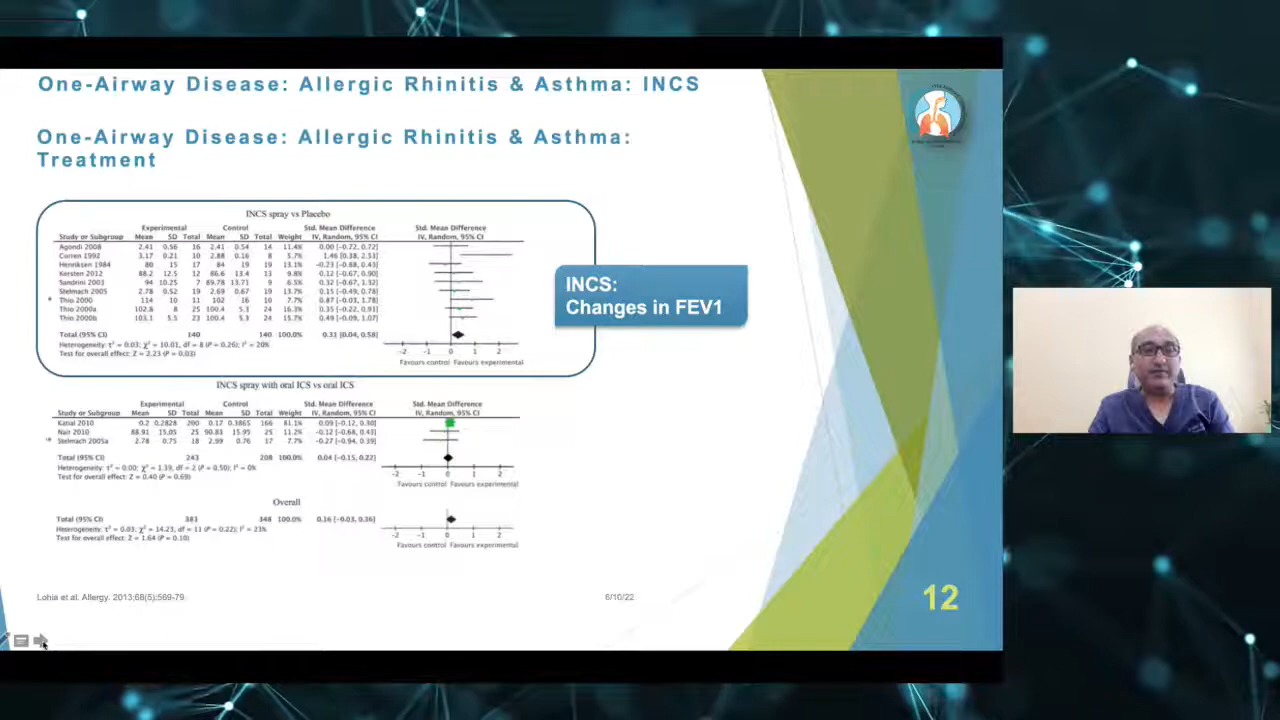 One-Airway Disease: Allergic Rhinitis & Asthma: INCS
One-Airway Disease: Allergic Rhinitis & Asthma:
Treatment
INCS spray vs Placebo
Experimental Control Std. Mean Difference Std. Mean Difference
Study or Subgroup Mean SD Total Mean SD Total Weight IV, Random, 95% CI IV, Random, 95% CI
Agondi 2008 2.41 0.56 16 2.41 0.54 14 11.4% 0.00 [-0.72, 0.72]
Corren 1992 3.17 0.21 10 2.88 0.16 8 5.7% 1.46 [0.38, 2.53]
Henriksen 1984 80 15 17 84 19 19 13.1% -0.23 [-0.88, 0.43]
Kersten 2012 88.2 12.5 12 86.6 13.4 13 9.8% 0.12 [-0.67, 0.90]
Sandrini 2003 94 10.25 7 89.78 13.71 9 6.5% 0.32 [-0.67, 1.32]
Stelmach 2005 2.78 0.52 19 2.69 0.67 19 13.7% 0.15 [-0.49, 0.78]
Thio 2000 114 10 11 102 16 10 7.7% 0.87 [-0.03, 1.78]
Thio 2000a 102.8 8 25 100.4 5.3 24 16.3% 0.35 [-0.22, 0.91]
Thio 2000b 103.1 5.5 23 100.4 5.3 24 15.7% 0.49 [-0.09, 1.07]
Total (95% CI) 140 140 100.0% 0.31 [0.04, 0.58]
Heterogeneity: τ² = 0.03; χ² = 10.01, df = 8 (P = 0.26); I² = 20%
Test for overall effect: Z = 2.23 (P = 0.03)
-2 -1 0 1 2
Favours control Favours experimental
INCS:
Changes in FEV1
INCS spray with oral ICS vs oral ICS
Experimental Control Std. Mean Difference Std. Mean Difference
Study or Subgroup Mean SD Total Mean SD Total Weight IV, Random, 95% CI IV, Random, 95% CI
Katial 2010 0.2 0.2828 200 0.17 0.3865 166 81.1% 0.09 [-0.12, 0.30]
Nair 2010 88.91 15.05 25 90.83 15.95 25 11.2% -0.12 [-0.68, 0.43]
Stelmach 2005a 2.78 0.75 18 2.99 0.76 17 7.7% -0.27 [-0.94, 0.39]
Total (95% CI) 243 208 100.0% 0.04 [-0.15, 0.22]
Heterogeneity: τ² = 0.00; χ² = 1.39, df = 2 (P = 0.50); I² = 0%
Test for overall effect: Z = 0.40 (P = 0.69)
-2 -1 0 1 2
Favours control Favours experimental
Overall
Total (95% CI) 383 348 100.0% 0.16 [-0.03, 0.36]
Heterogeneity: τ² = 0.03; χ² = 14.23, df = 11 (P = 0.22); I² = 23%
Test for overall effect: Z = 1.64 (P = 0.10)
-2 -1 0 1 2
Favours control Favours experimental
Lohia et al. Allergy. 2013;68(5):569-79.
6/10/22
12